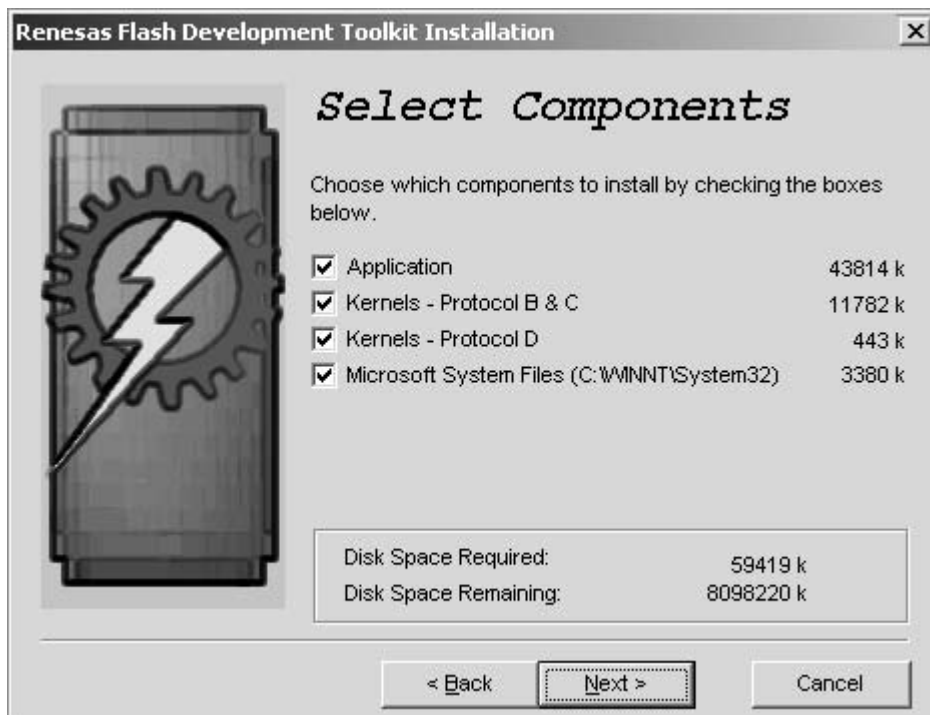 Renesas Flash Development Toolkit Installation
Select Components
Choose which components to install by checking the boxes
below.
Application 43814 k
Kernels - Protocol B & C 11782 k
Kernels - Protocol D 443 k
Microsoft System Files (C:\WINNT\System32) 3380 k
Disk Space Required: 59419 k
Disk Space Remaining: 8098220 k
< Back Next > Cancel